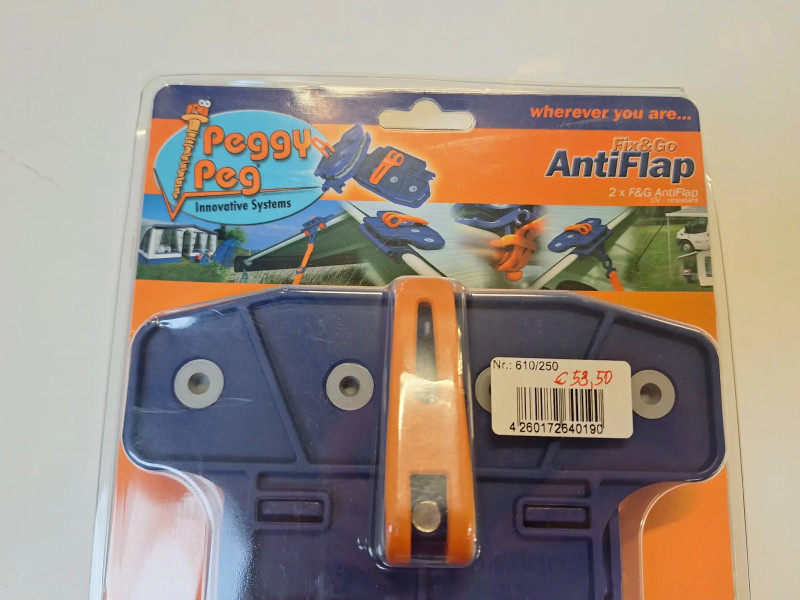 wherever you are...
Peggy
Peg
Innovative Systems
Fix&Go
AntiFlap
2 x F&G AntiFlap
UV - resistant
Nr.: 610/250
€ 53,50
4 260172 640190